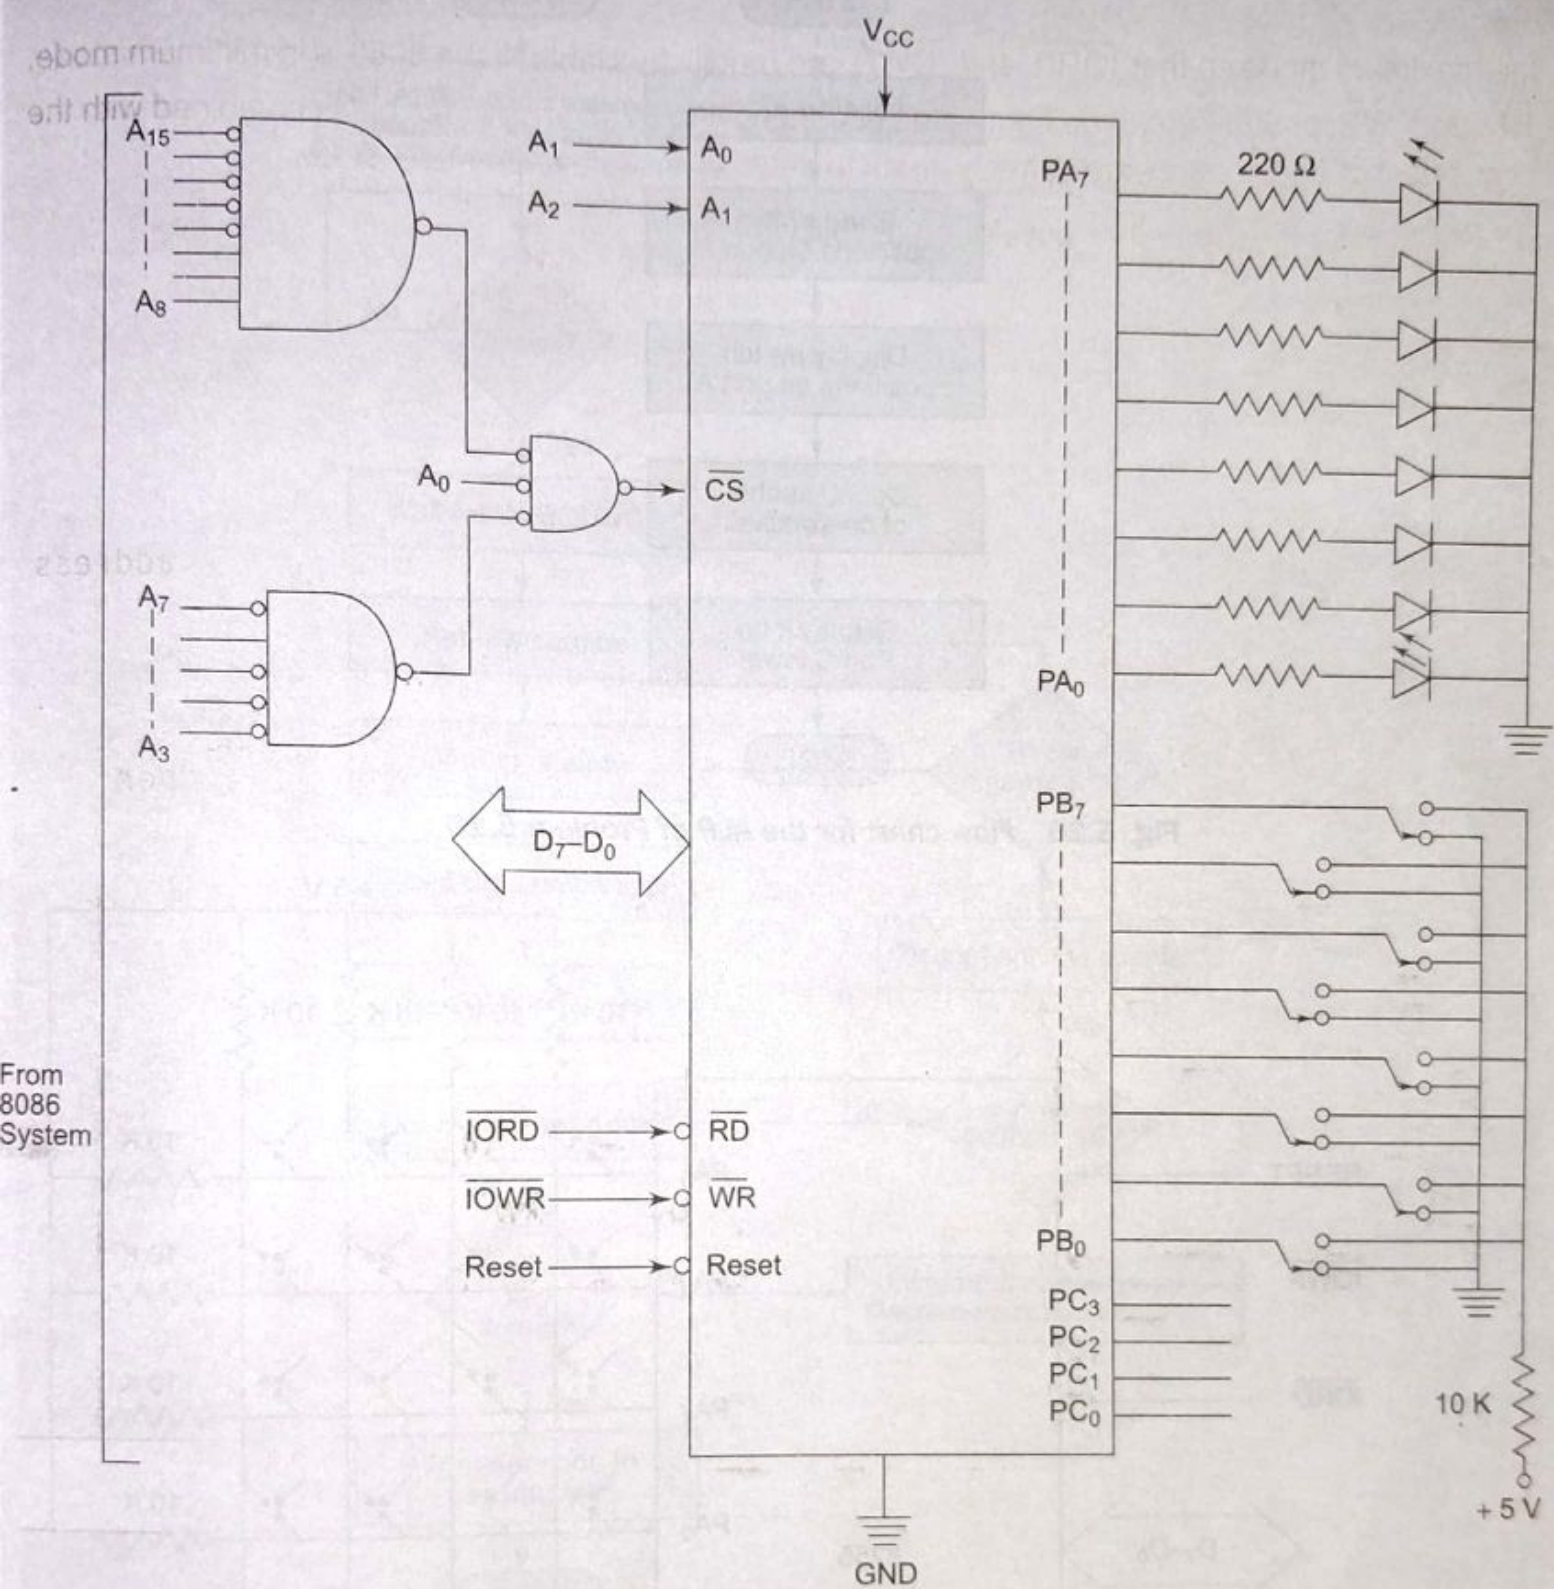 V̅CC
A15
A8
A1
A0
A2
A1
A0
CS
A7
A3
D7–D0
From
8086
System
IORD
RD
IOWR
WR
Reset
Reset
PA7
220 Ω
PA0
PB7
PB0
PC3
PC2
PC1
PC0
10 K
+ 5 V
GND